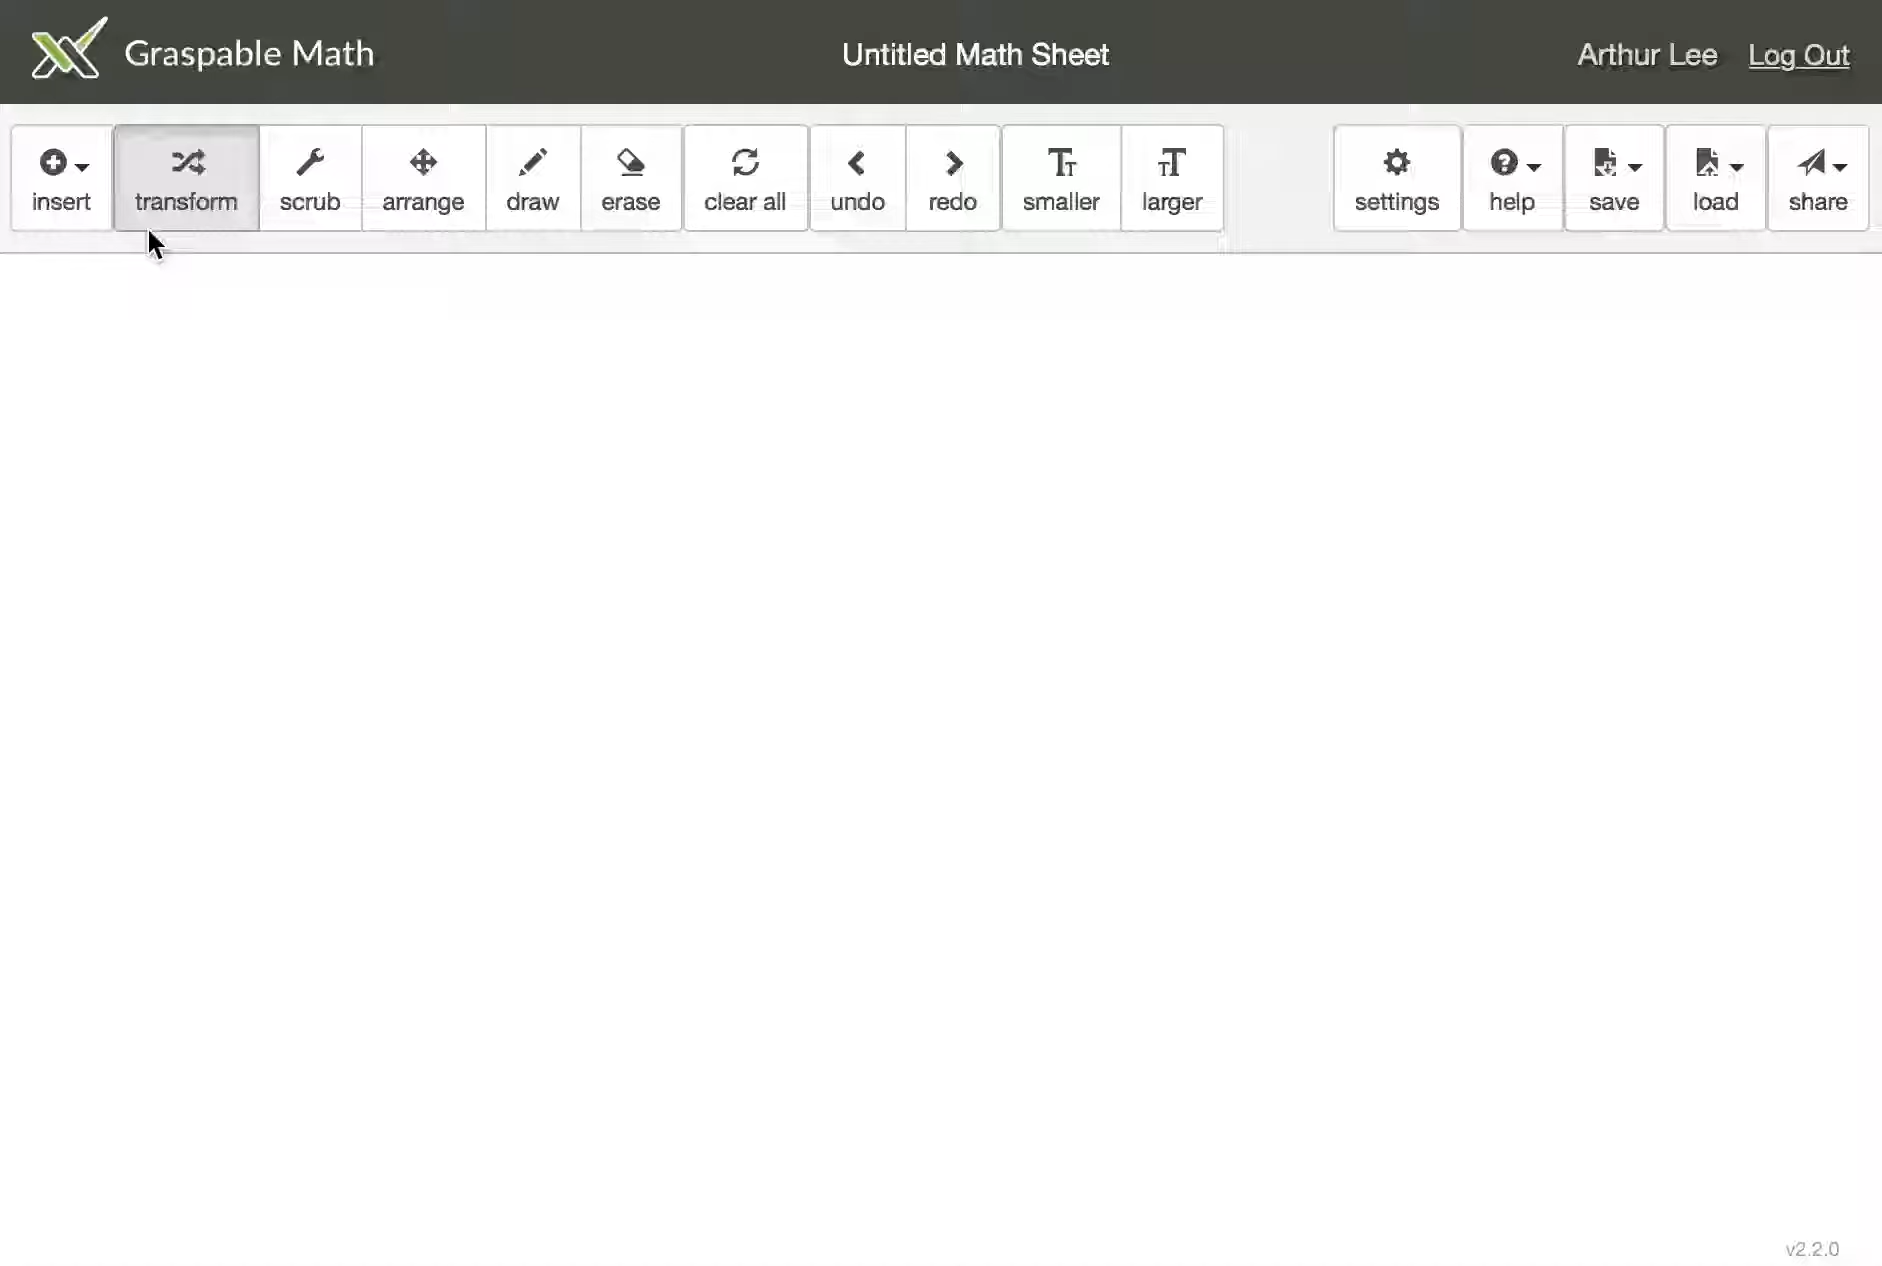 Graspable Math
Untitled Math Sheet
Arthur Lee Log Out
insert transform scrub arrange draw erase clear all undo redo smaller larger settings help save load share
v2.2.0